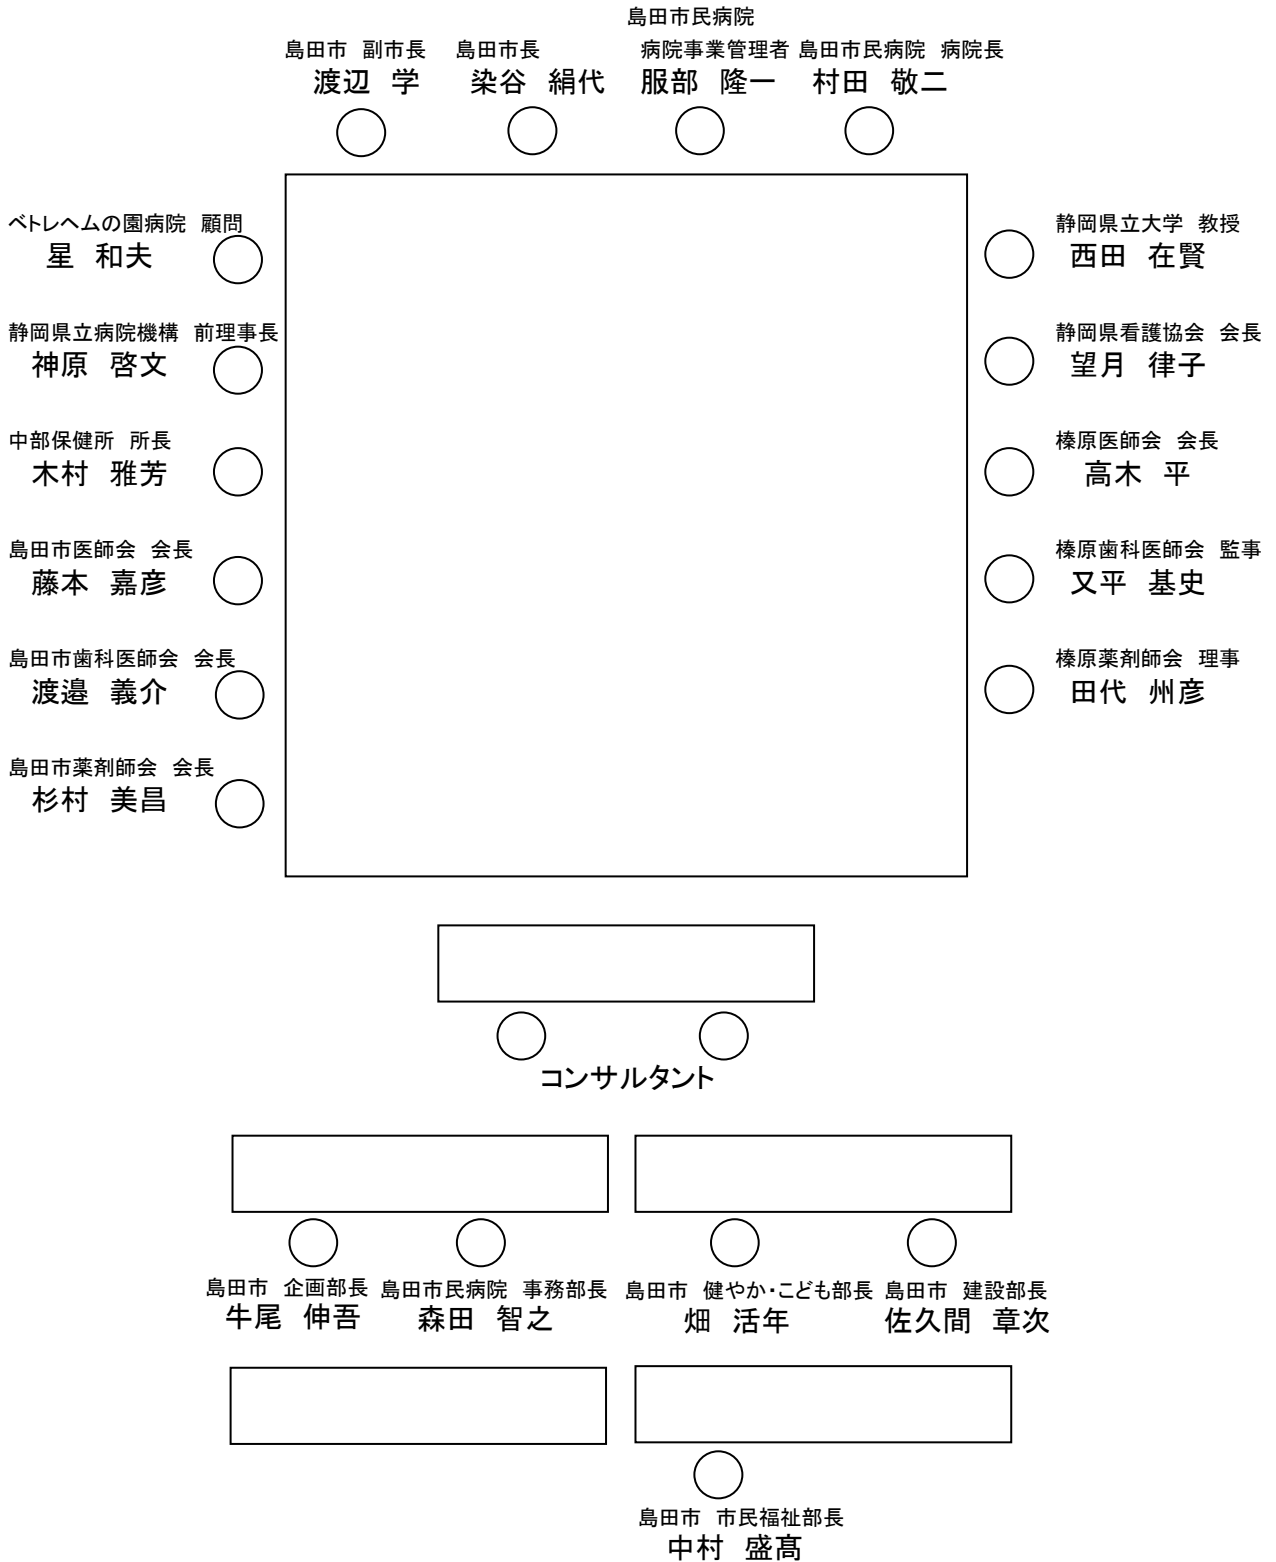 島田市　副市長
渡辺　学
島田市長
染谷　絹代
島田市民病院
病院事業管理者
服部　隆一
島田市民病院　病院長
村田　敬二
ベトレヘムの園病院　顧問
星　和夫
静岡県立病院機構　前理事長
神原　啓文
中部保健所　所長
木村　雅芳
島田市医師会　会長
藤本　嘉彦
島田市歯科医師会　会長
渡邉　義介
島田市薬剤師会　会長
杉村　美昌
静岡県立大学　教授
西田　在賢
静岡県看護協会　会長
望月　律子
榛原医師会　会長
高木　平
榛原歯科医師会　監事
又平　基史
榛原薬剤師会　理事
田代　州彦
コンサルタント
島田市　企画部長
牛尾　伸吾
島田市民病院　事務部長
森田　智之
島田市　健やか・こども部長
畑　活年
島田市　建設部長
佐久間　章次
島田市　市民福祉部長
中村　盛髙